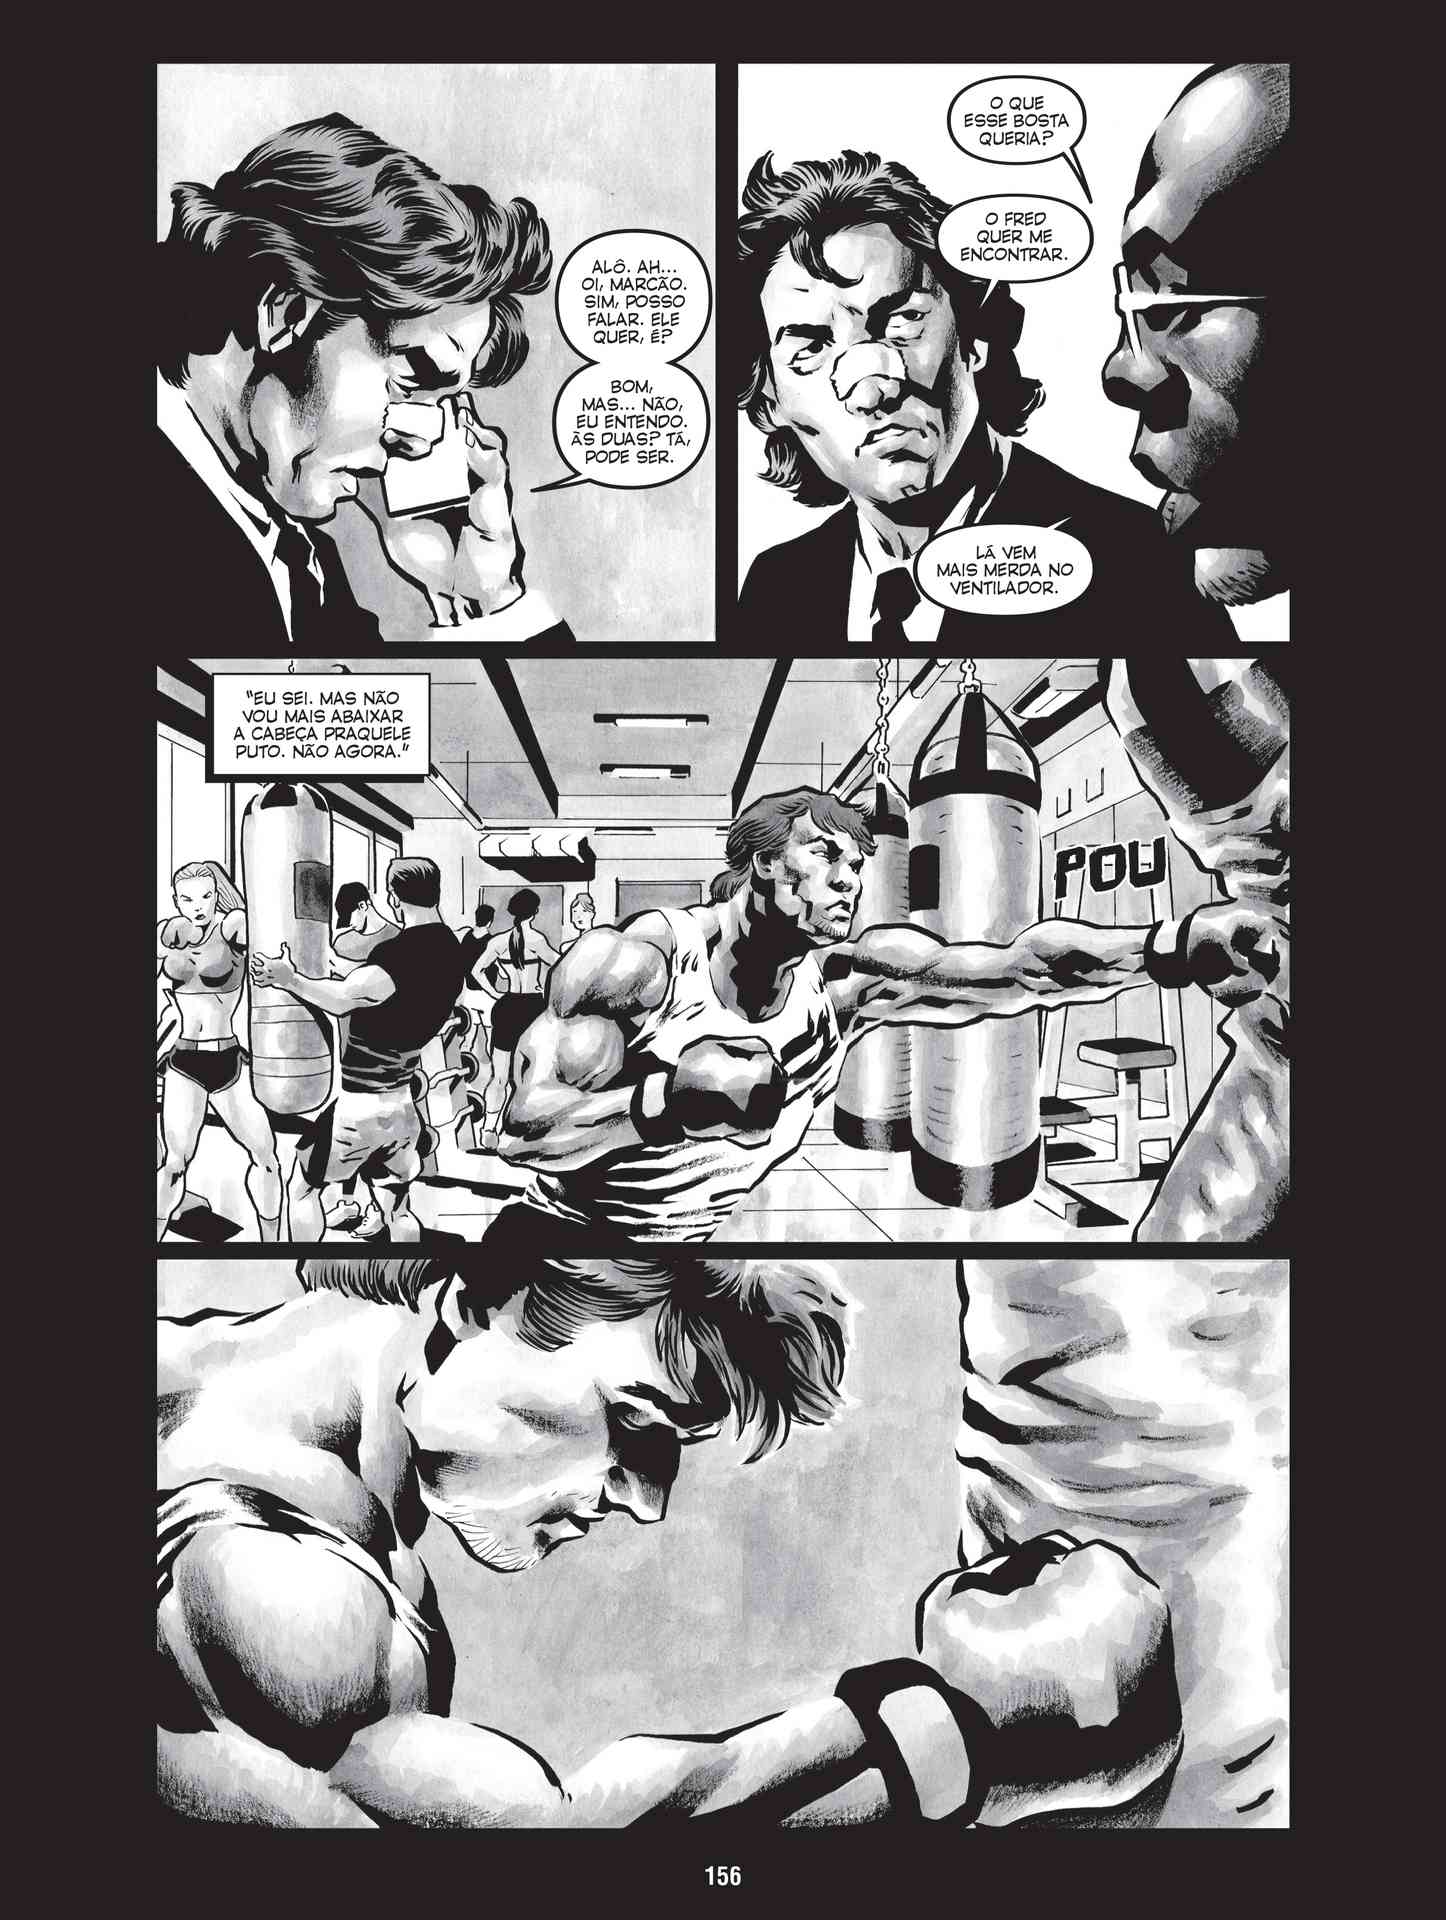 ALÔ. AH...
OI, MARCÃO.
SIM, POSSO
FALAR. ELE
QUER, É?
BOM,
MAS... NÃO,
EU ENTENDO.
ÀS DUAS? TÁ,
PODE SER.
O QUE
ESSE BOSTA
QUERIA?
O FRED
QUER ME
ENCONTRAR.
LÁ VEM
MAIS MERDA NO
VENTILADOR.
"EU SEI. MAS NÃO
VOU MAIS ABAIXAR
A CABEÇA PRAQUELE
PUTO. NÃO AGORA."
POU
156